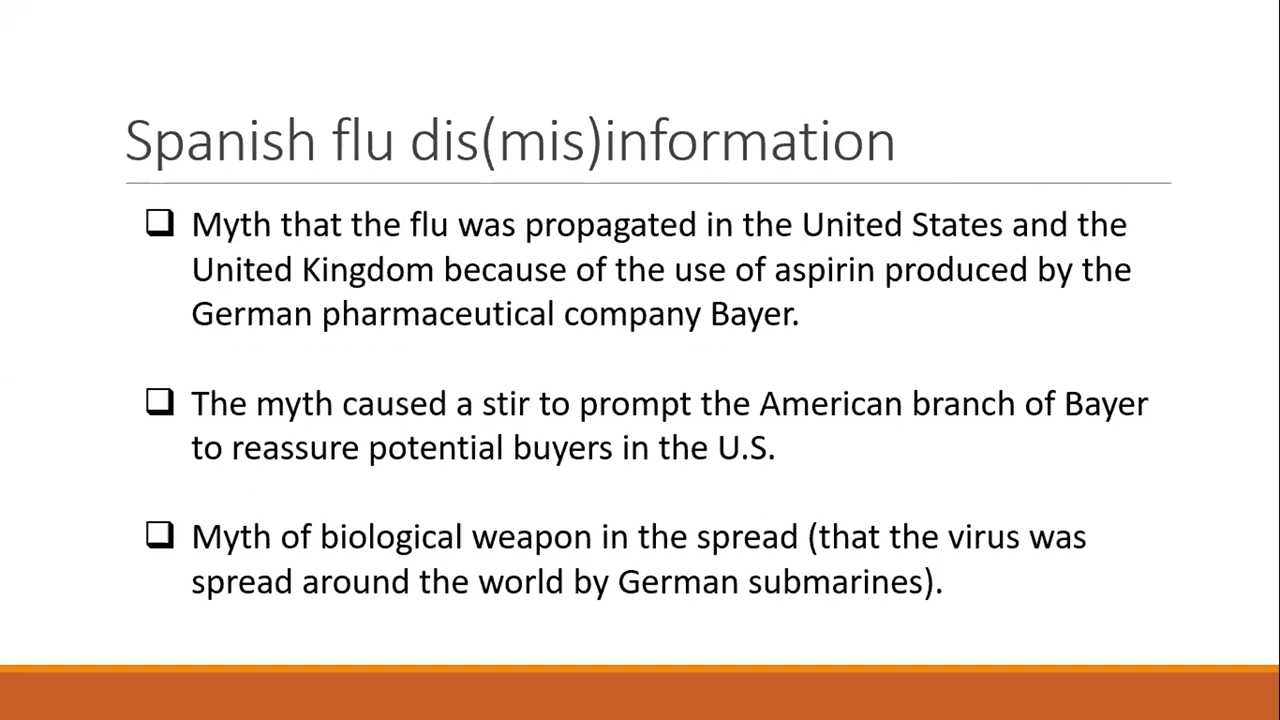 Spanish flu dis(mis)information
Myth that the flu was propagated in the United States and the
United Kingdom because of the use of aspirin produced by the
German pharmaceutical company Bayer.
The myth caused a stir to prompt the American branch of Bayer
to reassure potential buyers in the U.S.
Myth of biological weapon in the spread (that the virus was
spread around the world by German submarines).